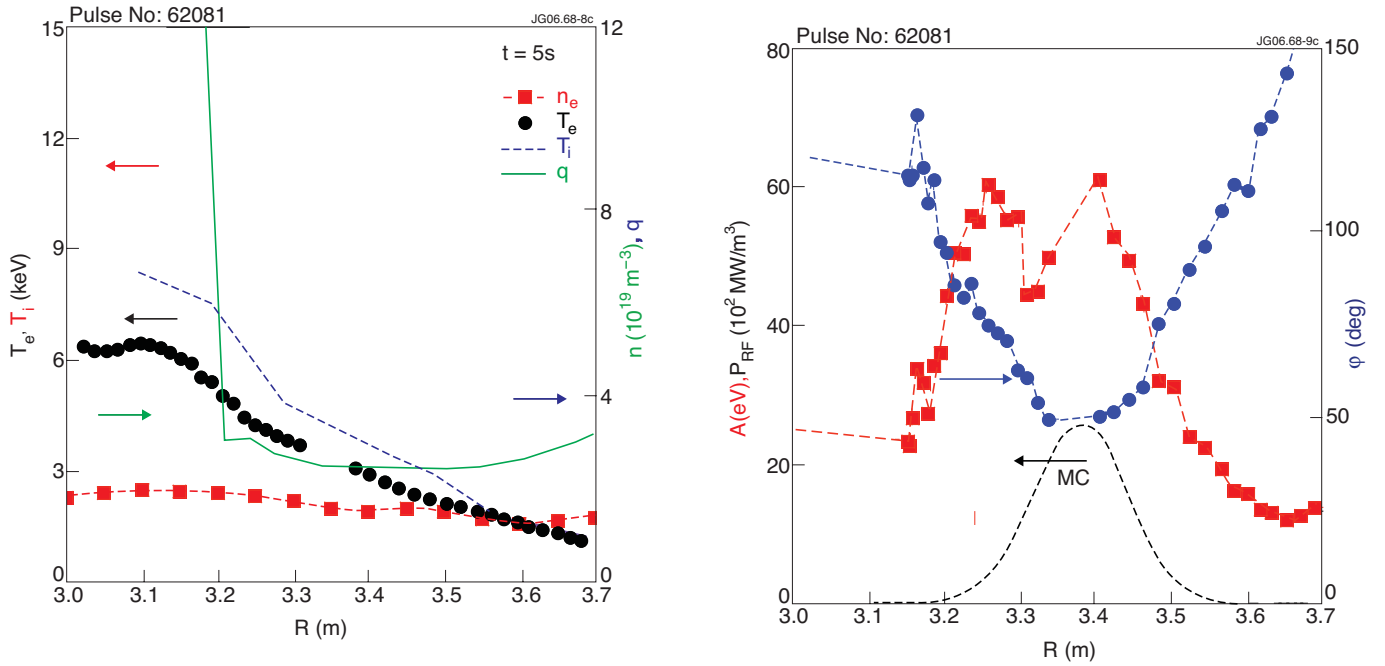 Pulse No: 62081
JG06.68-8c
t = 5s
n_e
T_e
T_i
q
15
12
9
6
3
0
T_e, T_i (keV)
12
8
4
0
n (10^19 m^−3), q
3.0 3.1 3.2 3.3 3.4 3.5 3.6 3.7
R (m)
Pulse No: 62081
JG06.68-9c
80
60
40
20
0
A(eV),P_RF (10^2 MW/m^3)
150
100
50
0
φ (deg)
MC
3.0 3.1 3.2 3.3 3.4 3.5 3.6 3.7
R (m)